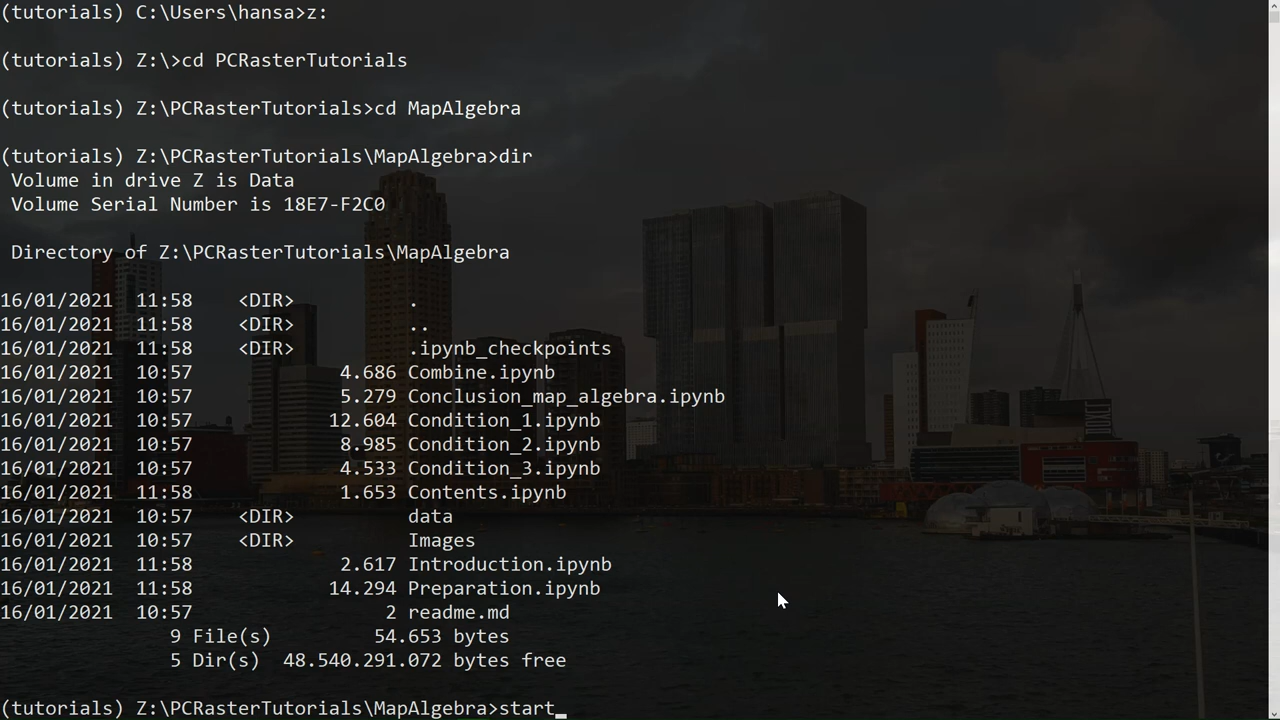 (tutorials) C:\Users\hansa>z:
(tutorials) Z:\>cd PCRasterTutorials
(tutorials) Z:\PCRasterTutorials>cd MapAlgebra
(tutorials) Z:\PCRasterTutorials\MapAlgebra>dir
Volume in drive Z is Data
Volume Serial Number is 18E7-F2C0
Directory of Z:\PCRasterTutorials\MapAlgebra
16/01/2021 11:58 <DIR> .
16/01/2021 11:58 <DIR> ..
16/01/2021 11:58 <DIR> .ipynb_checkpoints
16/01/2021 10:57 4.686 Combine.ipynb
16/01/2021 10:57 5.279 Conclusion_map_algebra.ipynb
16/01/2021 10:57 12.604 Condition_1.ipynb
16/01/2021 10:57 8.985 Condition_2.ipynb
16/01/2021 10:57 4.533 Condition_3.ipynb
16/01/2021 11:58 1.653 Contents.ipynb
16/01/2021 10:57 <DIR> data
16/01/2021 10:57 <DIR> Images
16/01/2021 11:58 2.617 Introduction.ipynb
16/01/2021 11:58 14.294 Preparation.ipynb
16/01/2021 10:57 2 readme.md
9 File(s) 54.653 bytes
5 Dir(s) 48.540.291.072 bytes free
(tutorials) Z:\PCRasterTutorials\MapAlgebra>start_